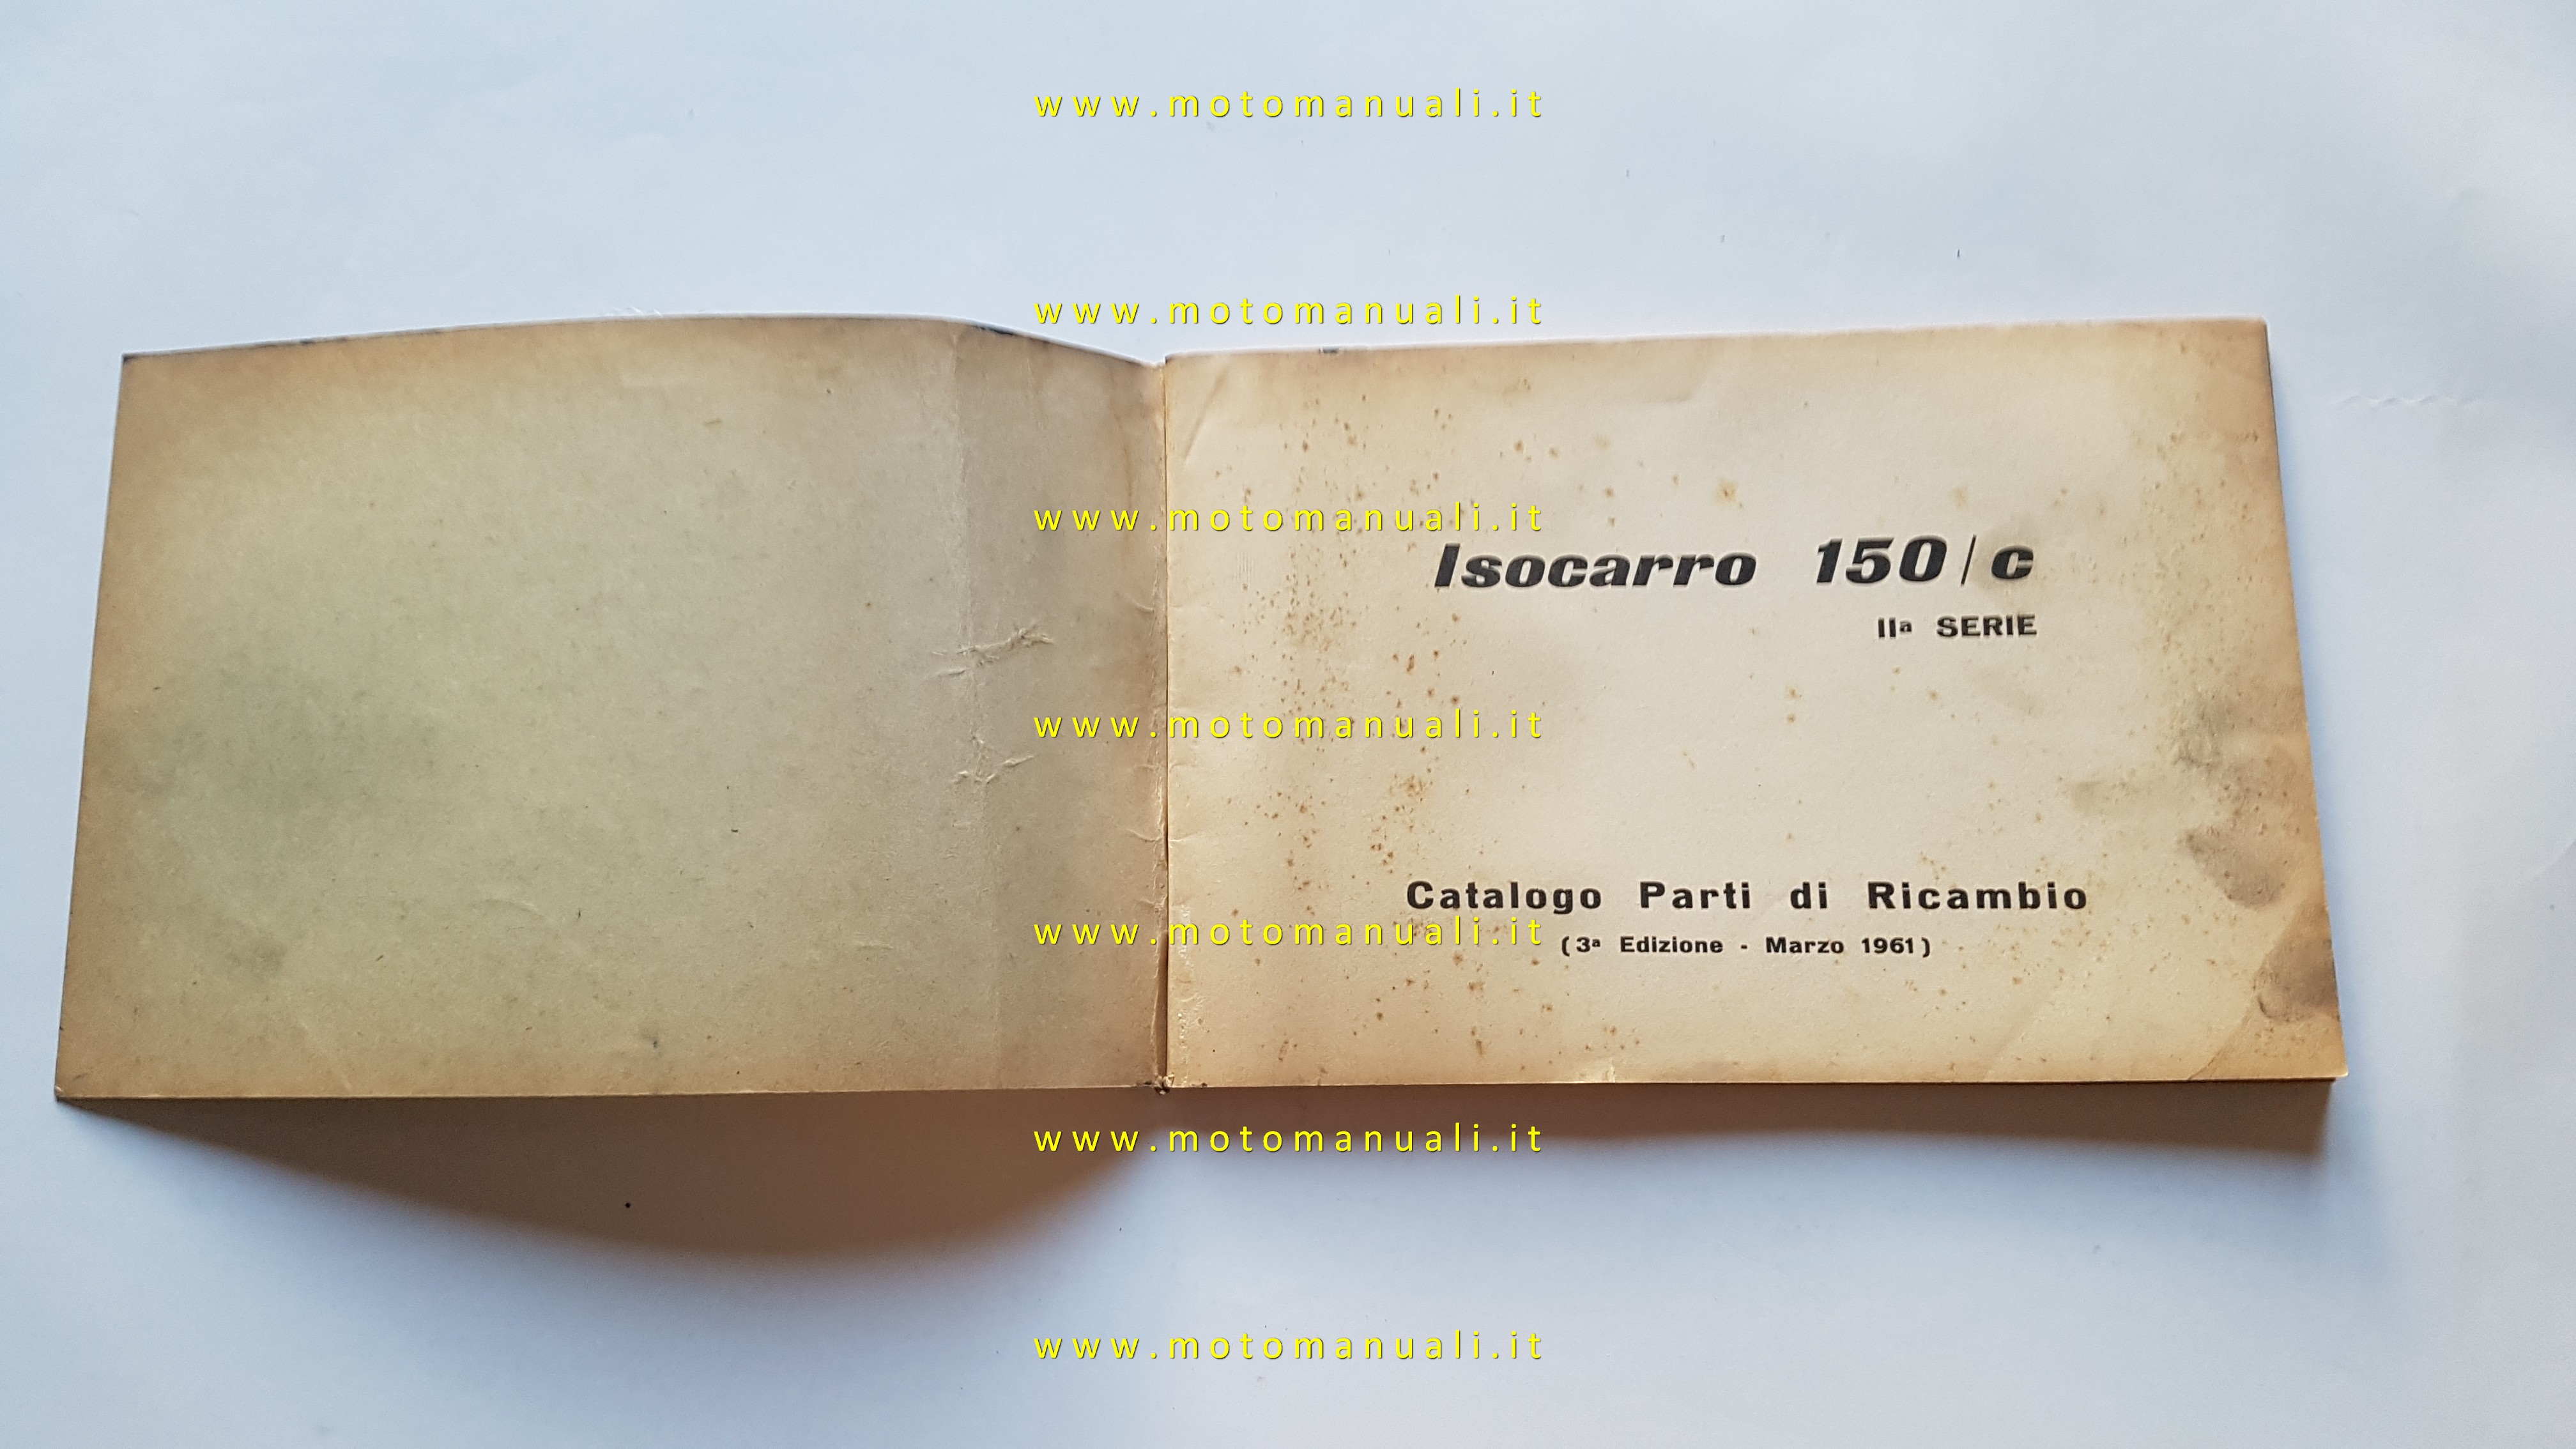 www.motomanuali.it
www.motomanuali.it
www.motomanuali.it
Isocarro 150/c
IIª SERIE
www.motomanuali.it
Catalogo Parti di Ricambio
www.motomanuali.it
(3ª Edizione - Marzo 1961)
www.motomanuali.it
www.motomanuali.it